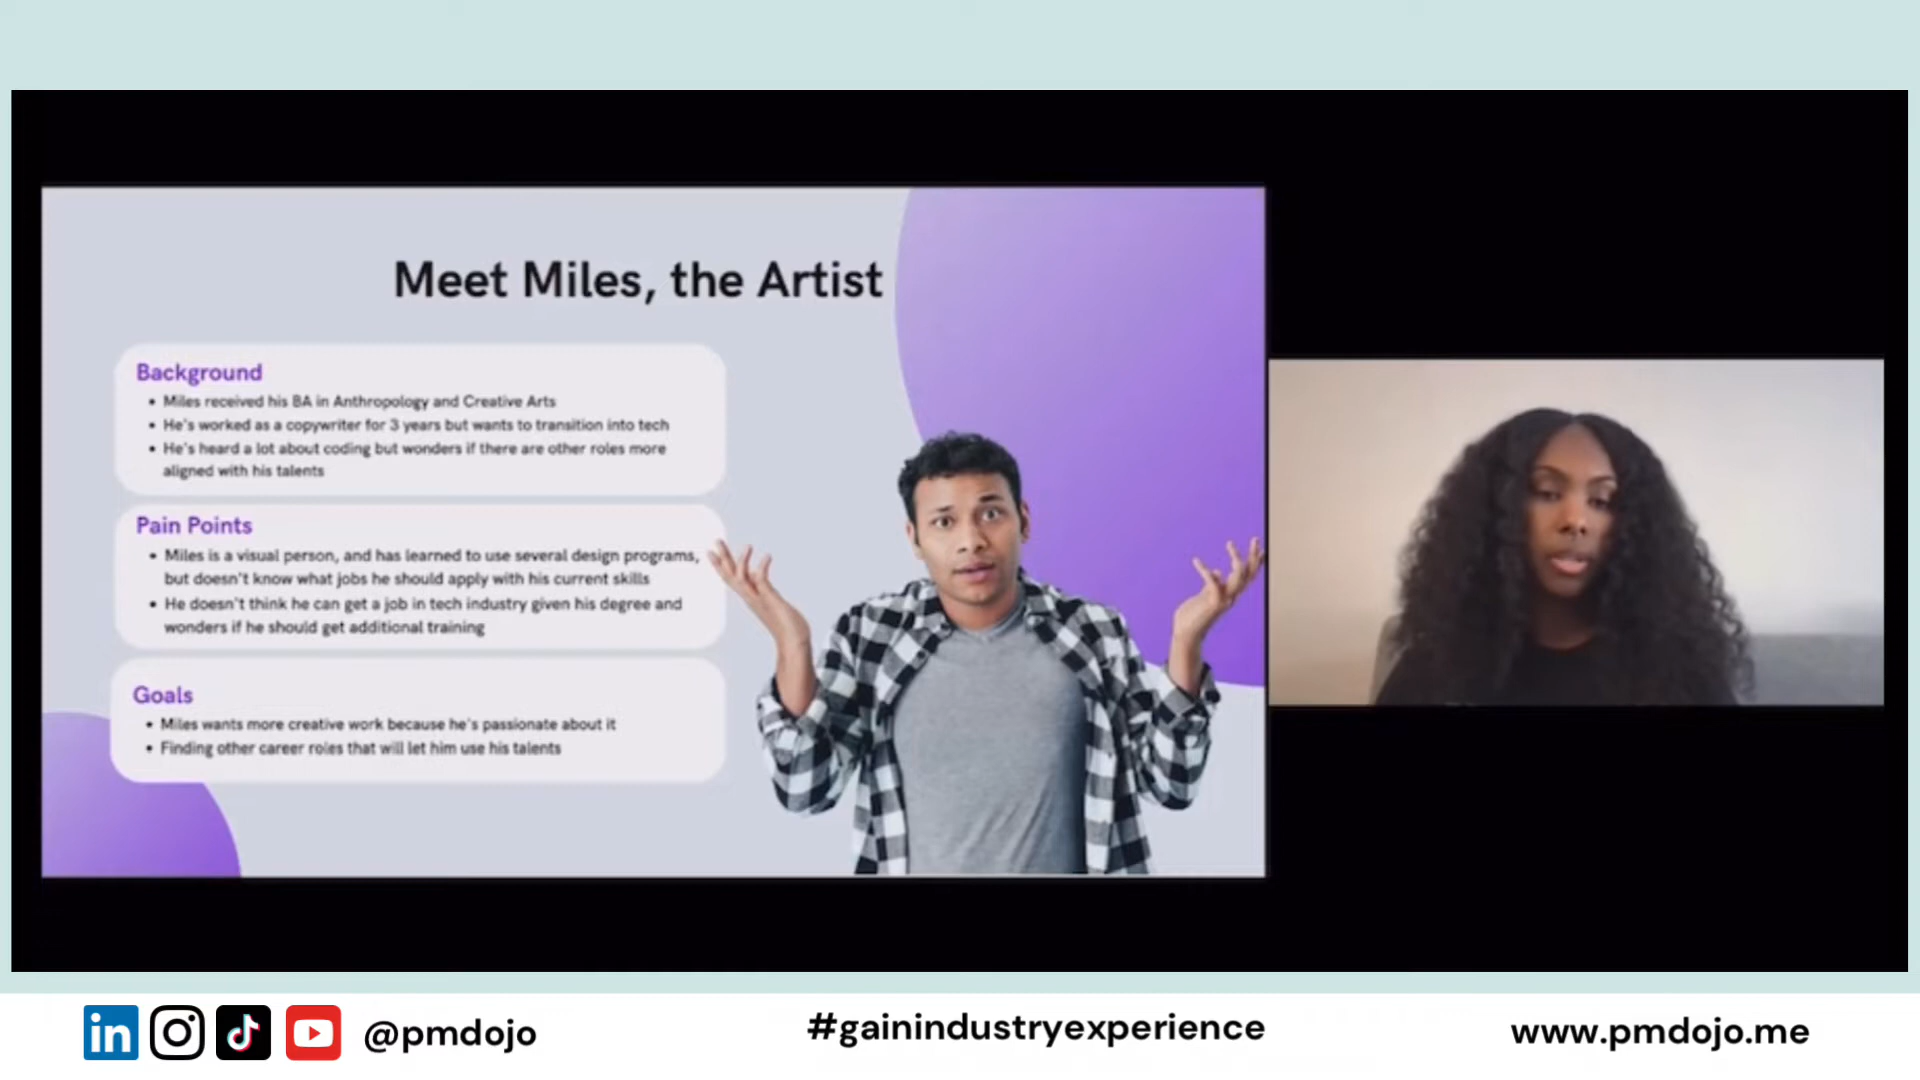 Meet Miles, the Artist
Background
• Miles received his BA in Anthropology and Creative Arts
• He's worked as a copywriter for 3 years but wants to transition into tech
• He's heard a lot about coding but wonders if there are other roles more
aligned with his talents
Pain Points
• Miles is a visual person, and has learned to use several design programs,
but doesn't know what jobs he should apply with his current skills
• He doesn't think he can get a job in tech industry given his degree and
wonders if he should get additional training
Goals
• Miles wants more creative work because he's passionate about it
• Finding other career roles that will let him use his talents
in
@pmdojo
#gainindustryexperience
www.pmdojo.me